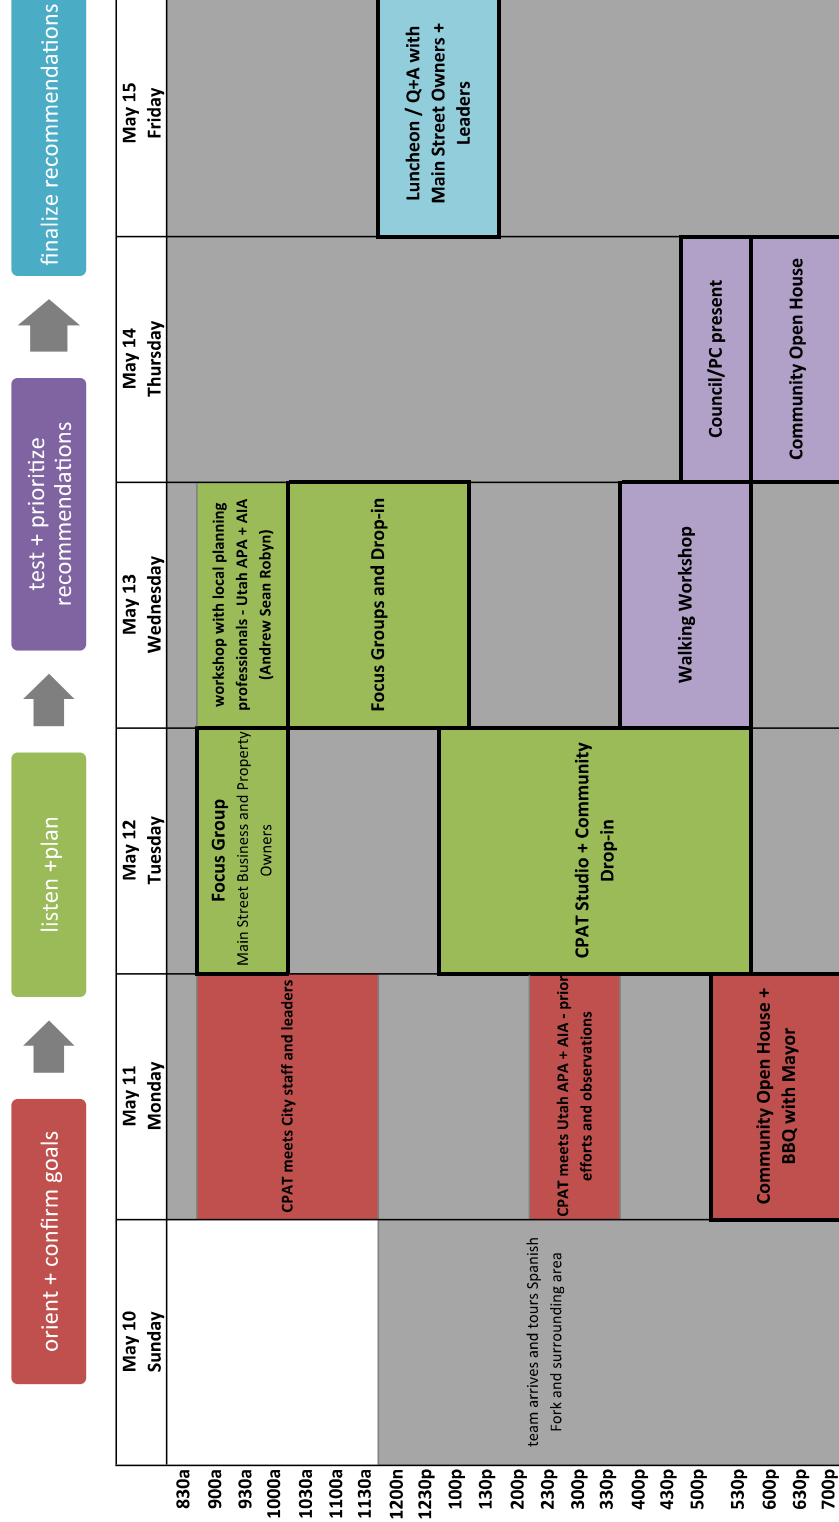 orient + confirm goals
listen +plan
test + prioritize
recommendations
finalize recommendations
May 10
Sunday
May 11
Monday
May 12
Tuesday
May 13
Wednesday
May 14
Thursday
May 15
Friday
830a
900a
930a
1000a
1030a
1100a
1130a
1200n
1230p
100p
130p
200p
230p
300p
330p
400p
500p
530p
600p
630p
700p
team arrives and tours Spanish
Fork and surrounding area
CPAT meets City staff and leaders
CPAT meets Utah APA + AIA - prior
efforts and observations
Community Open House +
BBQ with Mayor
Focus Group
Main Street Business and Property
Owners
CPAT Studio + Community
Drop-in
workshop with local planning
professionals - Utah APA + AIA
(Andrew Sean Robyn)
Focus Groups and Drop-in
Walking Workshop
Council/PC present
Community Open House
Luncheon / Q+A with
Main Street Owners +
Leaders